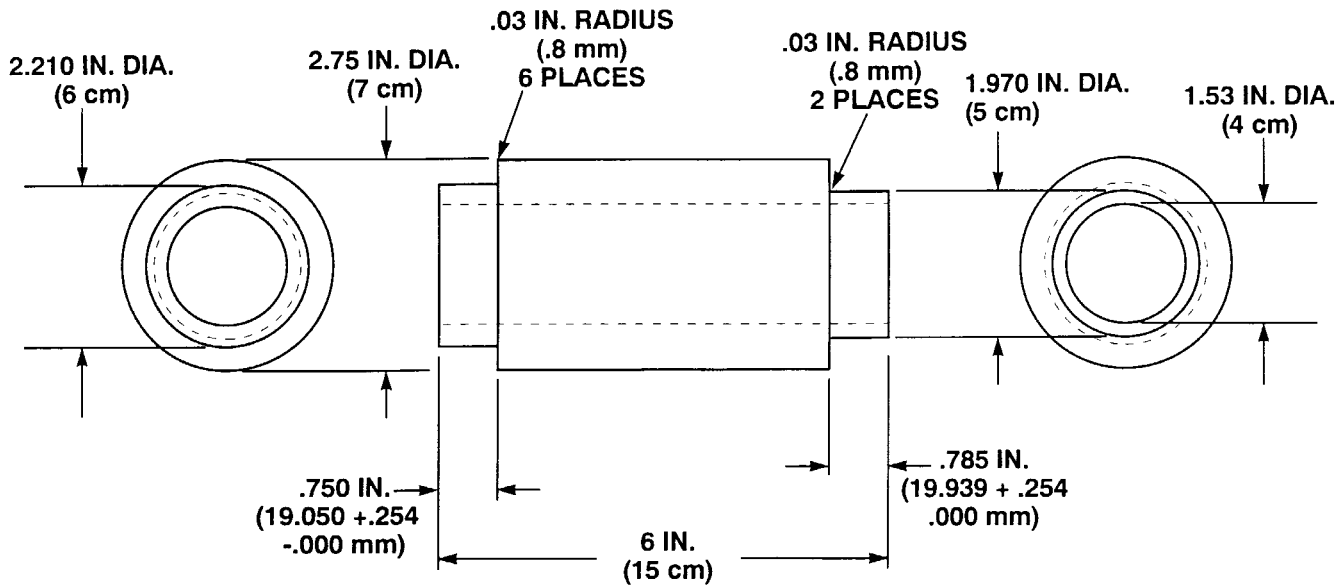 2.210 IN. DIA.
(6 cm)
2.75 IN. DIA.
(7 cm)
.03 IN. RADIUS
(.8 mm)
6 PLACES
.03 IN. RADIUS
(.8 mm)
2 PLACES
1.970 IN. DIA.
(5 cm)
1.53 IN. DIA.
(4 cm)
.750 IN.
(19.050 +.254
-.000 mm)
6 IN.
(15 cm)
.785 IN.
(19.939 + .254
.000 mm)